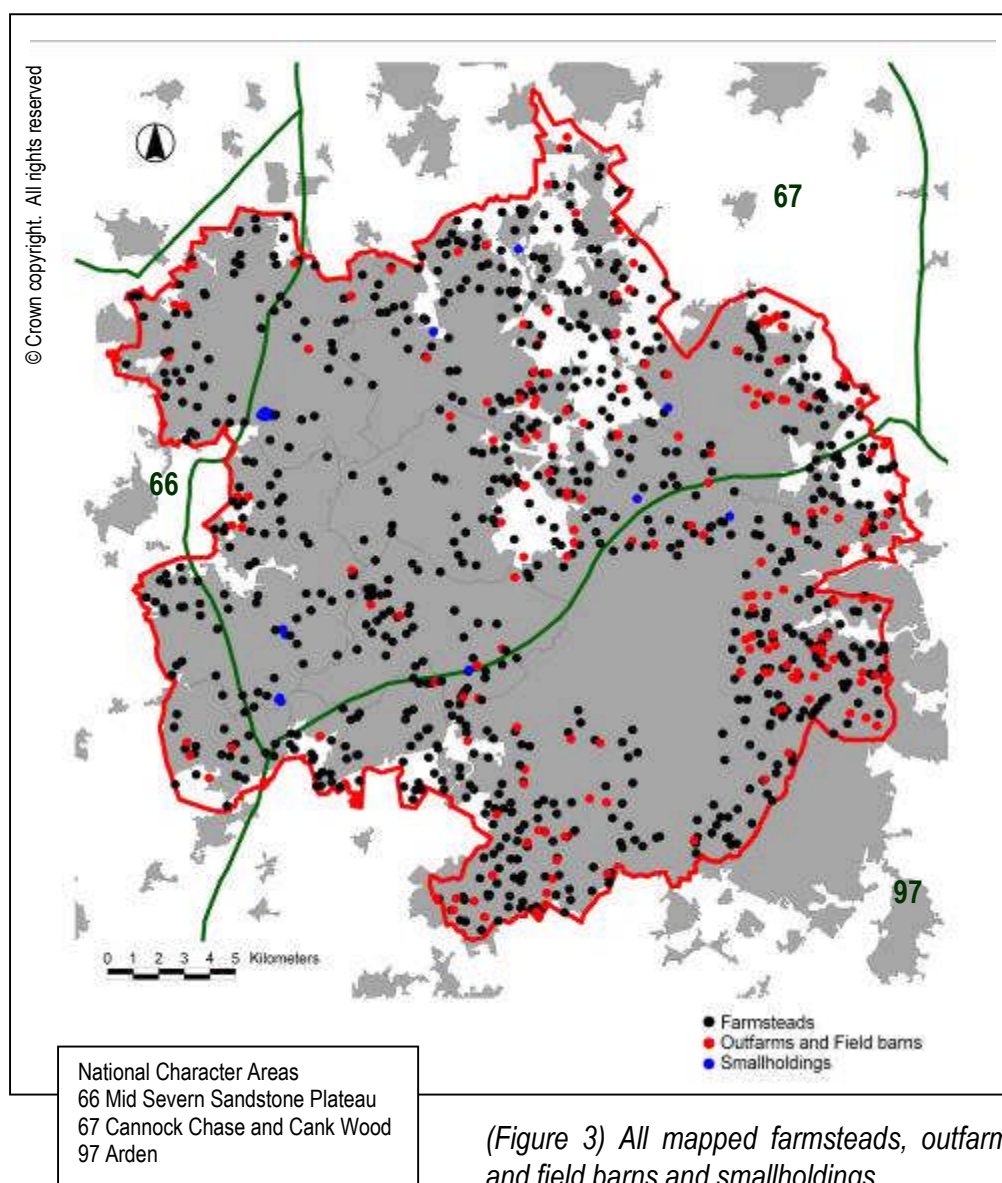 © Crown copyright. All rights reserved
67
66
97
0 1 2 3 4 5 Kilometers
Farmsteads
Outfarms and Field barns
Smallholdings
National Character Areas
66 Mid Severn Sandstone Plateau
67 Cannock Chase and Cank Wood
97 Arden
(Figure 3) All mapped farmsteads, outfarm
and field barns and smallholdings